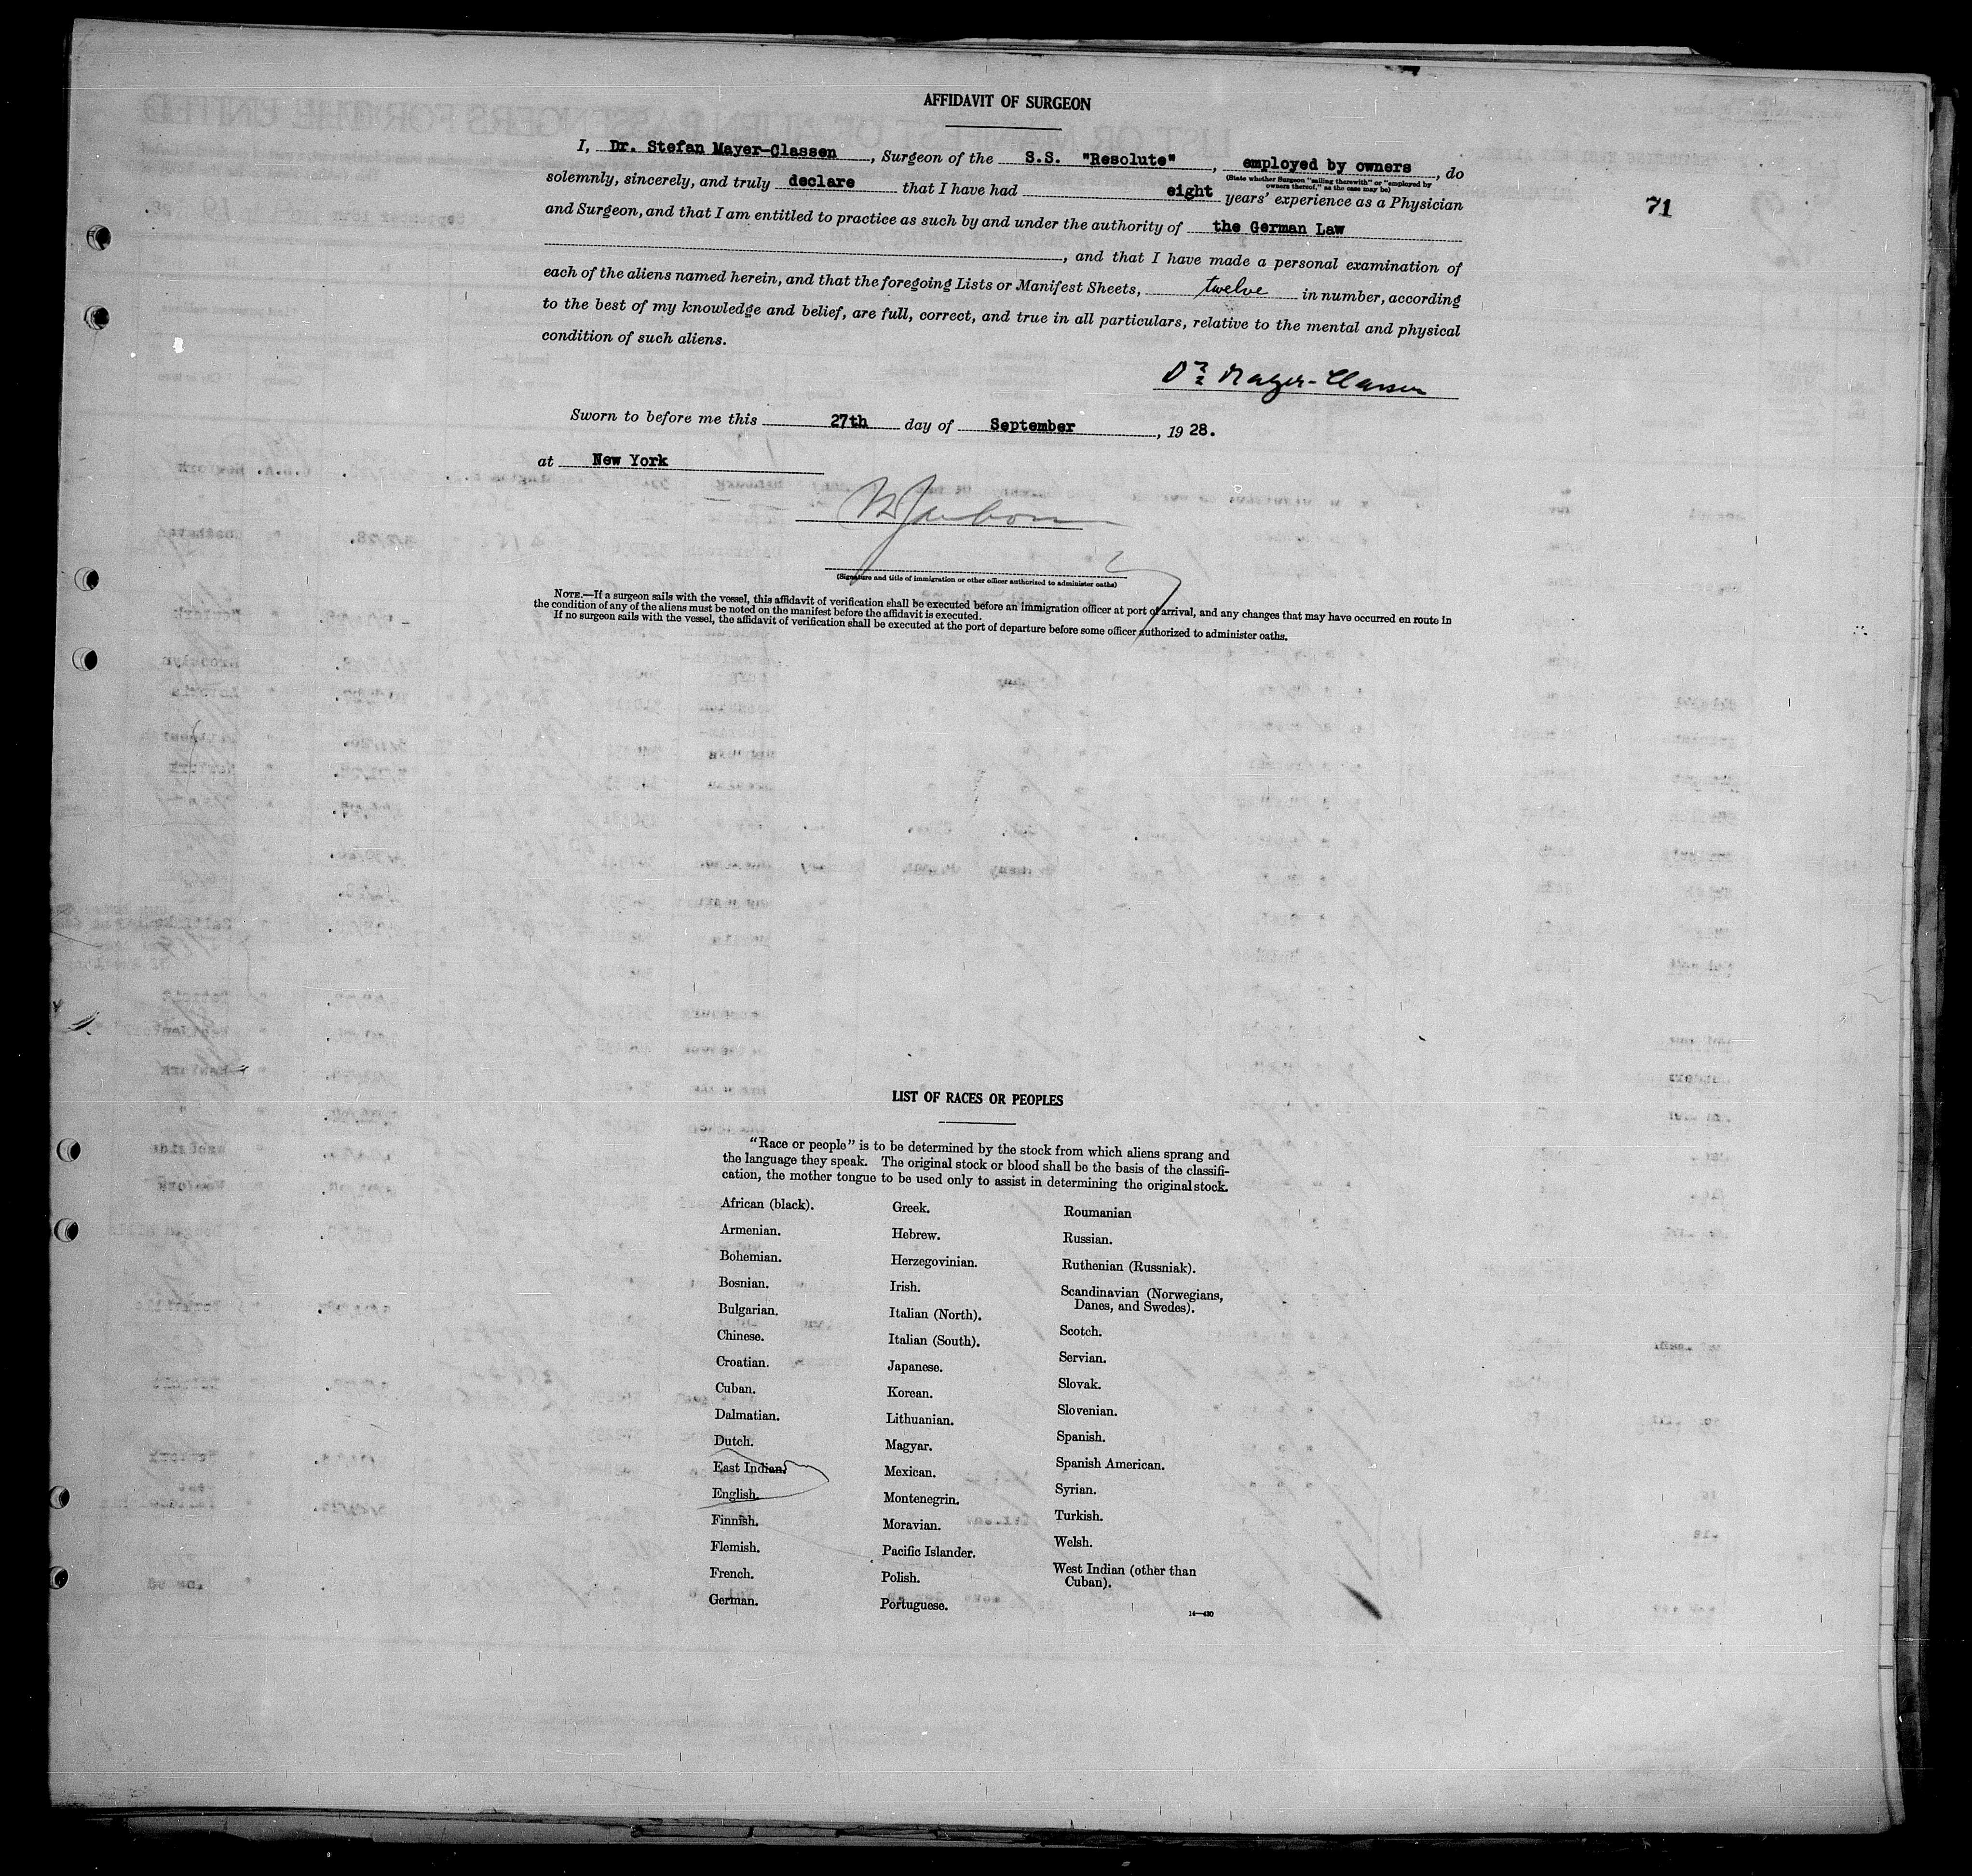 AFFIDAVIT OF SURGEON
I, Dr. Stefan Mayer-Classen, Surgeon of the S.S. "Resolute", employed by owners, do
(State whether Surgeon "sailing therewith" or "employed by
owners thereof," as the case may be)
solemnly, sincerely, and truly declare that I have had eight years' experience as a Physician
71
and Surgeon, and that I am entitled to practice as such by and under the authority of the German Law
, and that I have made a personal examination of
each of the aliens named herein, and that the foregoing Lists or Manifest Sheets, twelve in number, according
to the best of my knowledge and belief, are full, correct, and true in all particulars, relative to the mental and physical
condition of such aliens.
Dr Mayer-Classen
Sworn to before me this 27th day of September, 1928.
at New York
(Signature and title of immigration or other officer authorized to administer oaths)
NOTE.—If a surgeon sails with the vessel, this affidavit of verification shall be executed before an immigration officer at port of arrival, and any changes that may have occurred en route in
the condition of any of the aliens must be noted on the manifest before the affidavit is executed.
If no surgeon sails with the vessel, the affidavit of verification shall be executed at the port of departure before some officer authorized to administer oaths.
LIST OF RACES OR PEOPLES
"Race or people" is to be determined by the stock from which aliens sprang and
the language they speak. The original stock or blood shall be the basis of the classifi-
cation, the mother tongue to be used only to assist in determining the original stock.
African (black).
Armenian.
Bohemian.
Bosnian.
Bulgarian.
Chinese.
Croatian.
Cuban.
Dalmatian.
Dutch.
East Indian.
English.
Finnish.
Flemish.
French.
German.
Greek.
Hebrew.
Herzegovinian.
Irish.
Italian (North).
Italian (South).
Japanese.
Korean.
Lithuanian.
Magyar.
Mexican.
Montenegrin.
Moravian.
Pacific Islander.
Polish.
Portuguese.
Roumanian
Russian.
Ruthenian (Russniak).
Scandinavian (Norwegians,
Danes, and Swedes).
Scotch.
Servian.
Slovak.
Slovenian.
Spanish.
Spanish American.
Syrian.
Turkish.
Welsh.
West Indian (other than
Cuban).
14—430